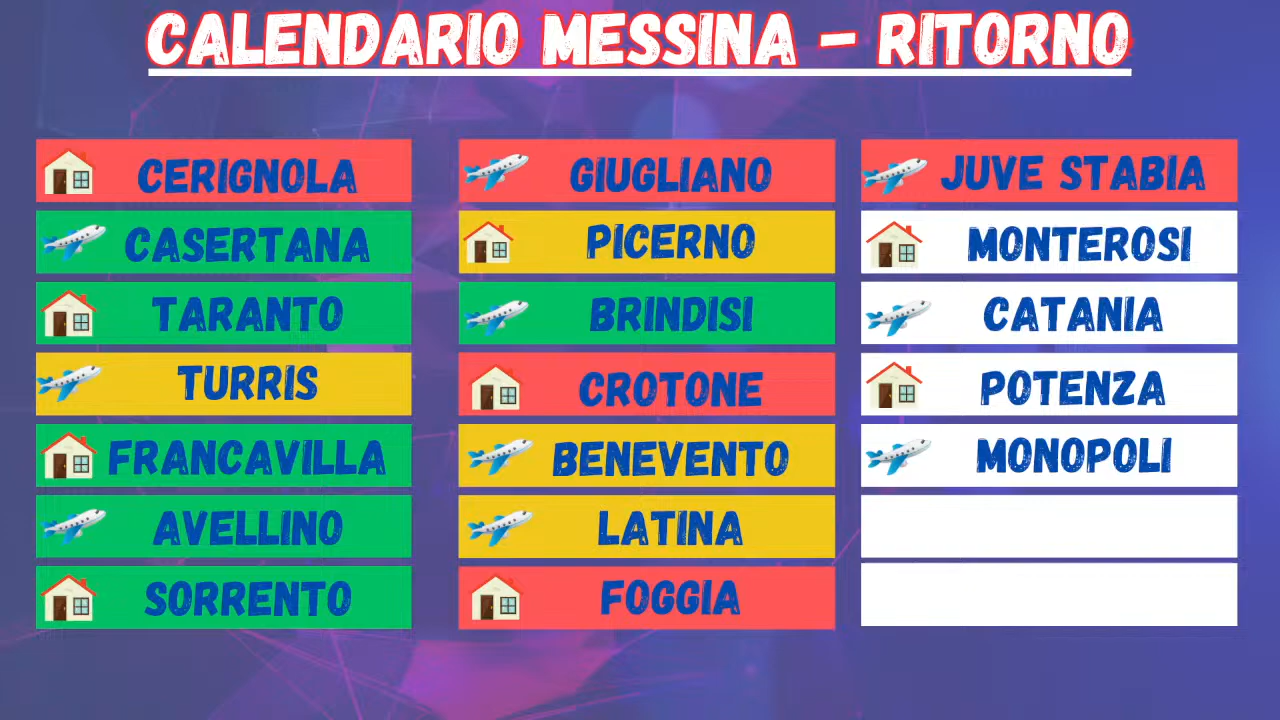 CALENDARIO MESSINA - RITORNO
CERIGNOLA
CASERTANA
TARANTO
TURRIS
FRANCAVILLA
AVELLINO
SORRENTO
GIUGLIANO
PICERNO
BRINDISI
CROTONE
BENEVENTO
LATINA
FOGGIA
JUVE STABIA
MONTEROSI
CATANIA
POTENZA
MONOPOLI